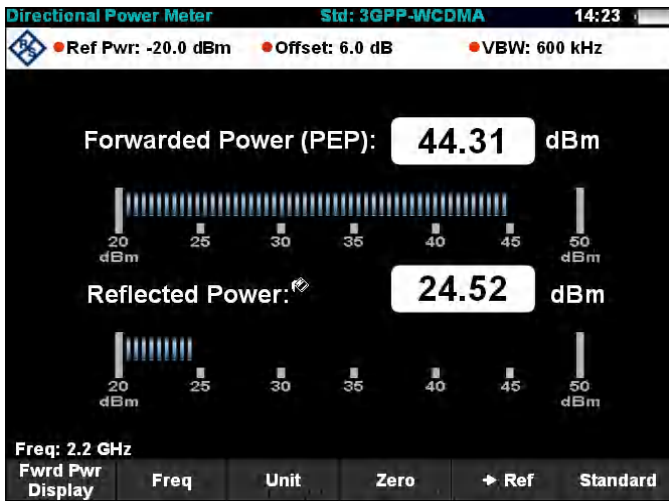 Directional Power Meter Std: 3GPP-WCDMA 14:23
R&S Ref Pwr: -20.0 dBm Offset: 6.0 dB VBW: 600 kHz
Forwarded Power (PEP): 44.31 dBm
20 25 30 35 40 45 50
dBm dBm
Reflected Power: 24.52 dBm
20 25 30 35 40 45 50
dBm dBm
Freq: 2.2 GHz
Fwrd Pwr Display Freq Unit Zero → Ref Standard